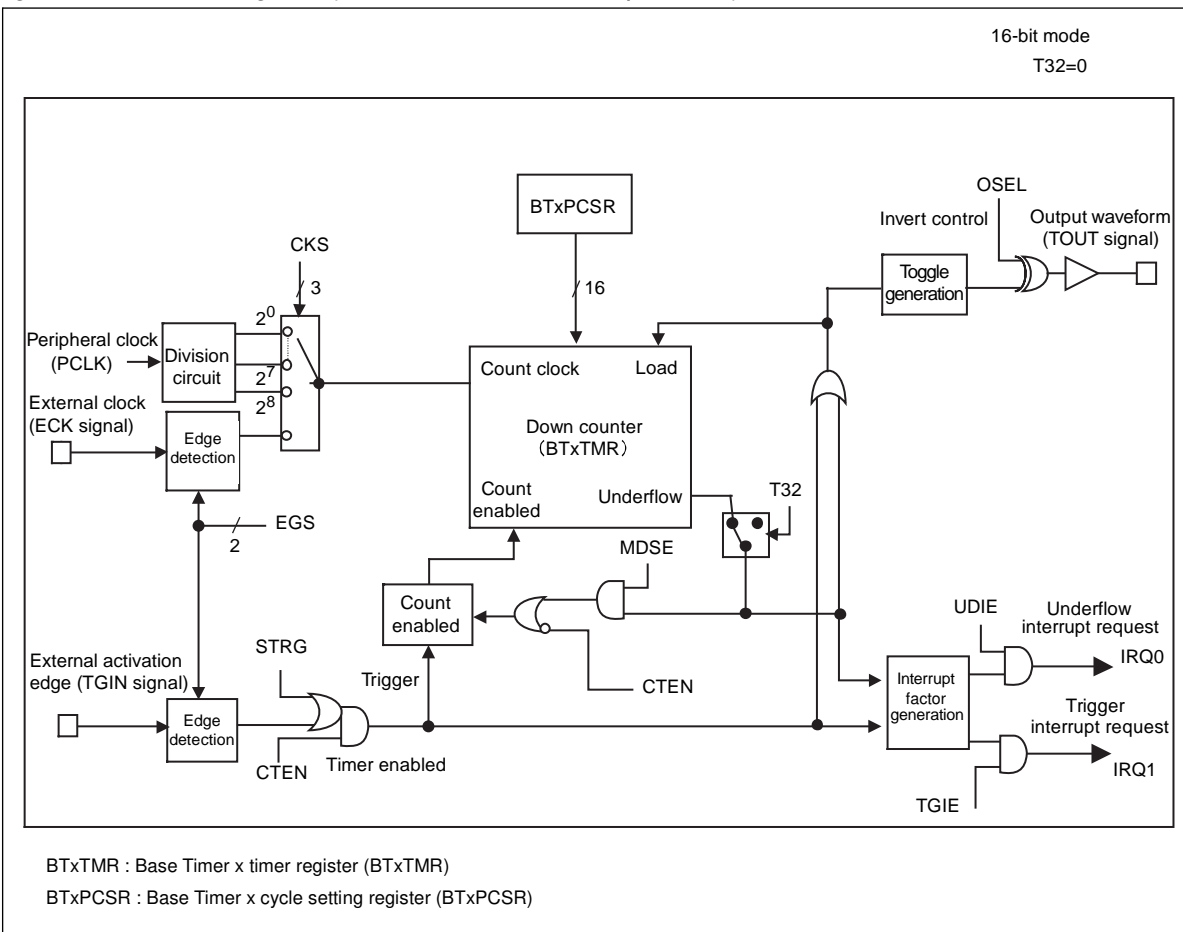 16-bit mode
T32=0
BTxPCSR
OSEL
Invert control
Output waveform
(TOUT signal)
CKS
3
16
Toggle
generation
2⁰
Peripheral clock
(PCLK)
Division
circuit
2⁷
2⁸
Count clock
Load
External clock
(ECK signal)
Edge
detection
Down counter
(BTxTMR)
Count
enabled
Underflow
T32
EGS
2
MDSE
Count
enabled
UDIE
Underflow
interrupt request
IRQ0
STRG
External activation
edge (TGIN signal)
Trigger
CTEN
Interrupt
factor
generation
Edge
detection
Trigger
interrupt request
CTEN
Timer enabled
IRQ1
TGIE
BTxTMR : Base Timer x timer register (BTxTMR)
BTxPCSR : Base Timer x cycle setting register (BTxPCSR)